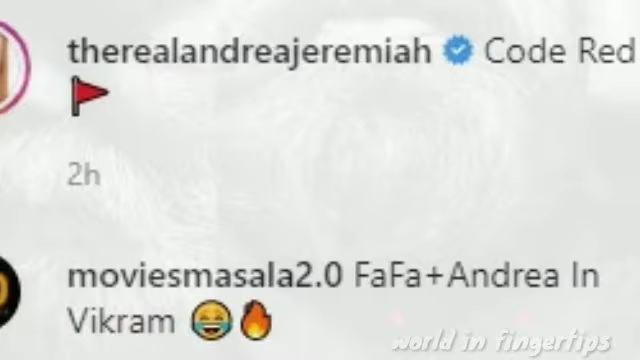 therealandreajeremiah Code Red
🚩
2h
moviesmasala2.0 FaFa+Andrea In
Vikram 😂🔥
world in fingertips